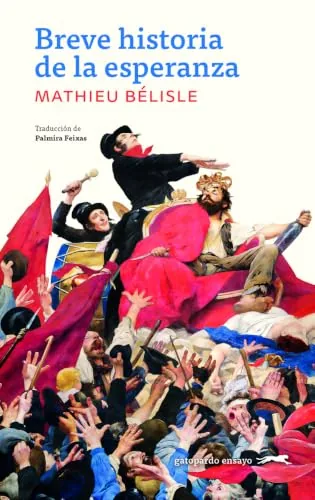 Breve historia
de la esperanza
MATHIEU BÉLISLE
Traducción de
Palmira Feixas
gatopardo ensayo